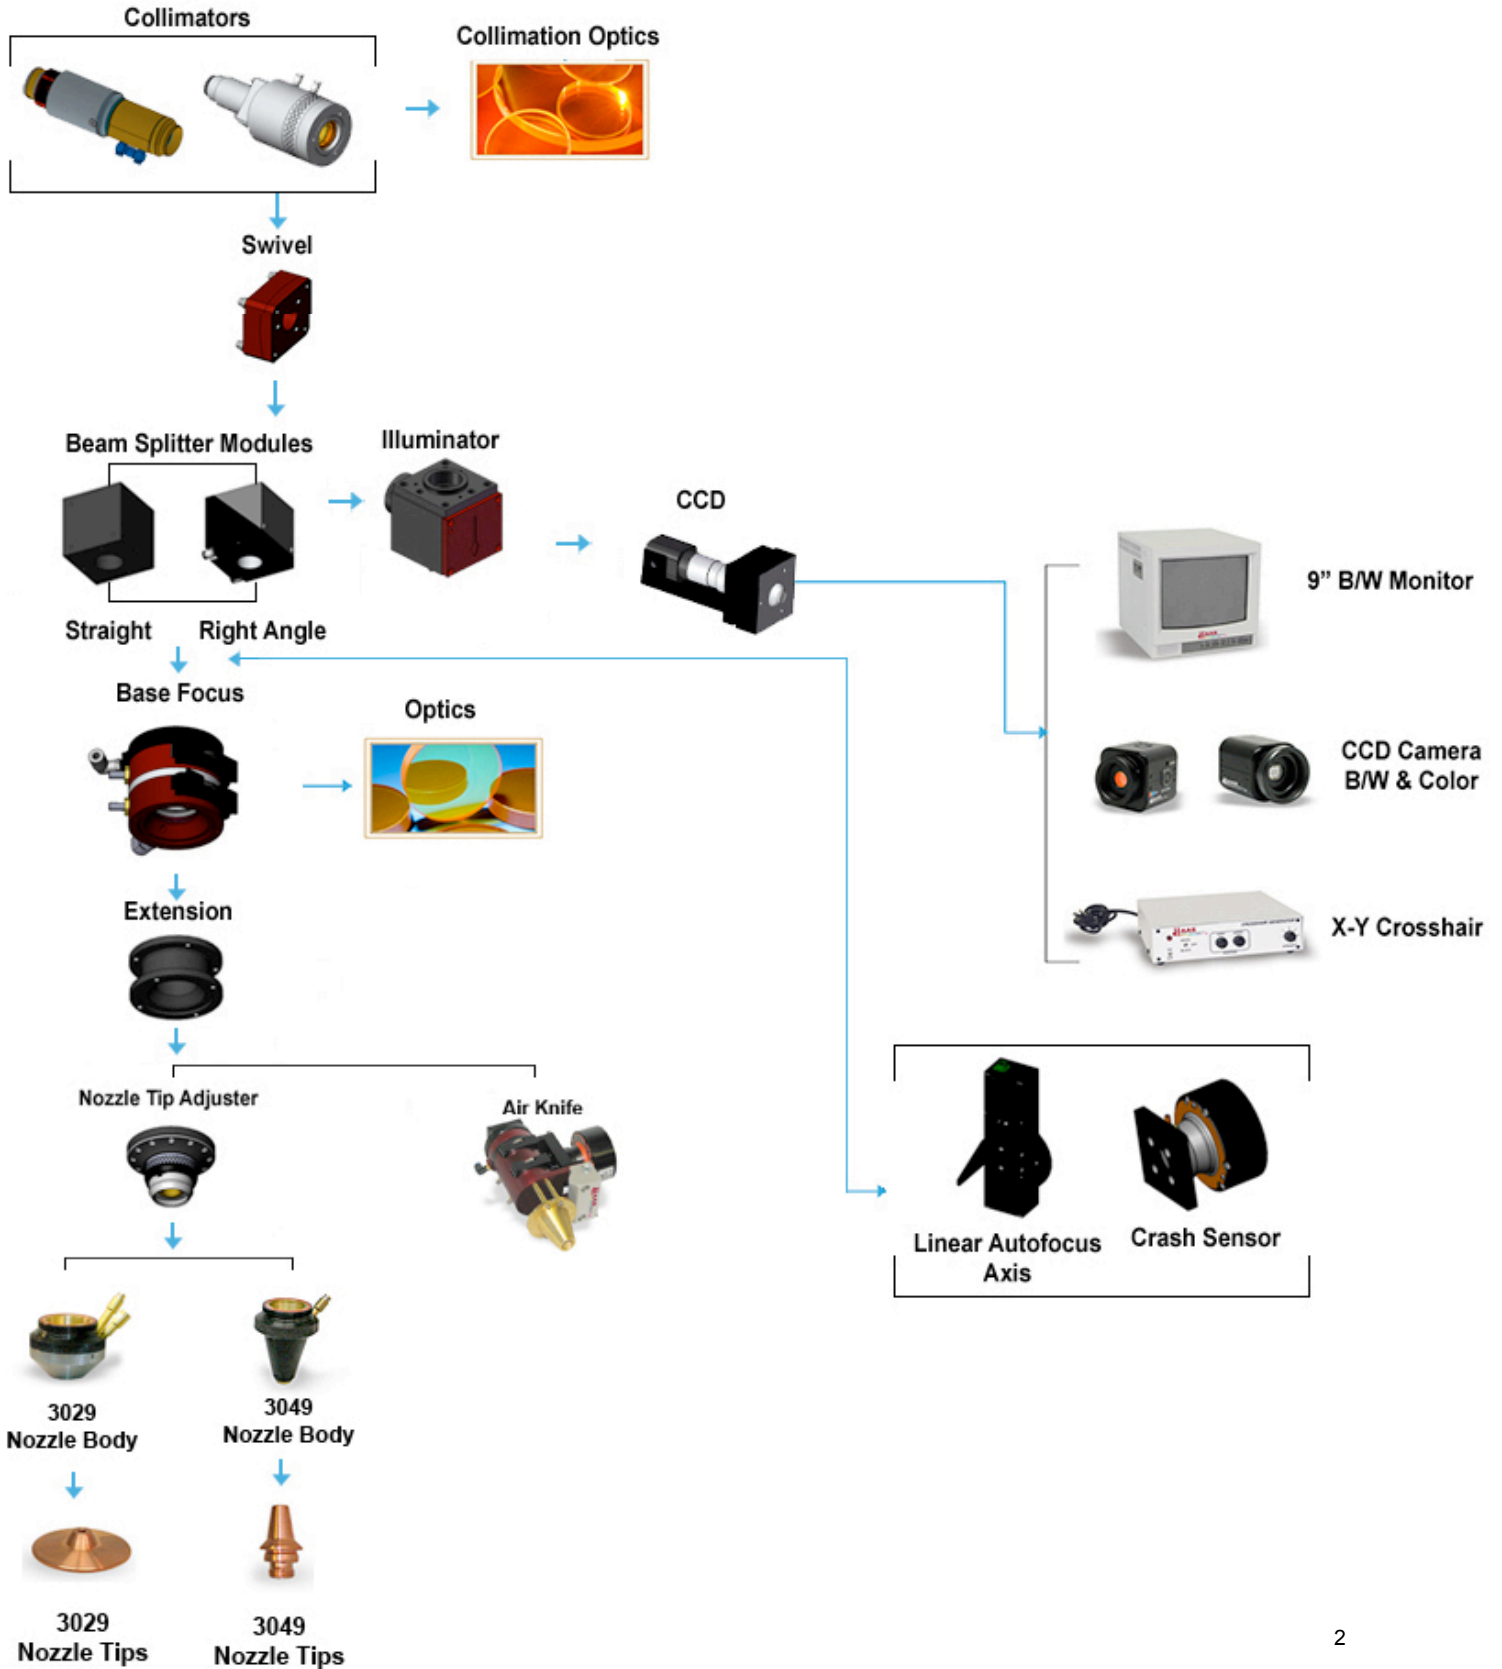 Collimators
Collimation Optics
Swivel
Beam Splitter Modules
Illuminator
CCD
9” B/W Monitor
Straight
Right Angle
Base Focus
Optics
CCD Camera
B/W & Color
Extension
X-Y Crosshair
Nozzle Tip Adjuster
Air Knife
Linear Autofocus
Axis
Crash Sensor
3029
Nozzle Body
3049
Nozzle Body
3029
Nozzle Tips
3049
Nozzle Tips
2